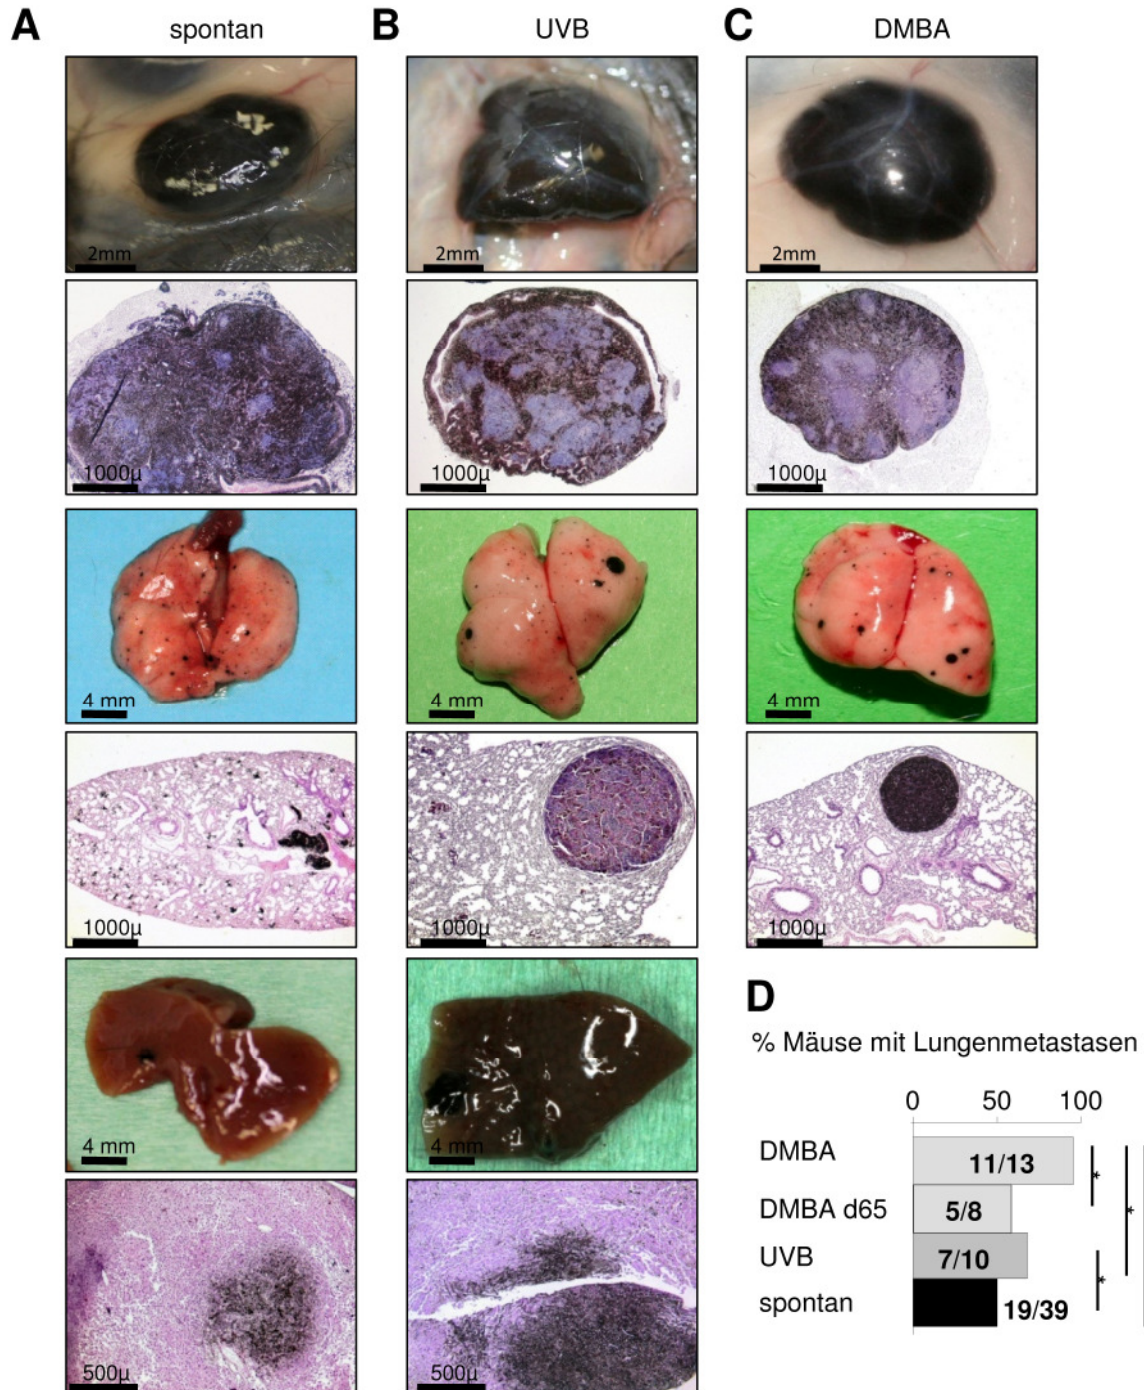 A spontan B UVB C DMBA
2mm 2mm 2mm
1000µ 1000µ 1000µ
4 mm 4 mm 4 mm
1000µ 1000µ 1000µ
D
% Mäuse mit Lungenmetastasen
0 50 100
DMBA 11/13
*
DMBA d65 5/8
*
UVB 7/10
*
spontan 19/39
4 mm 4 mm
500µ 500µ